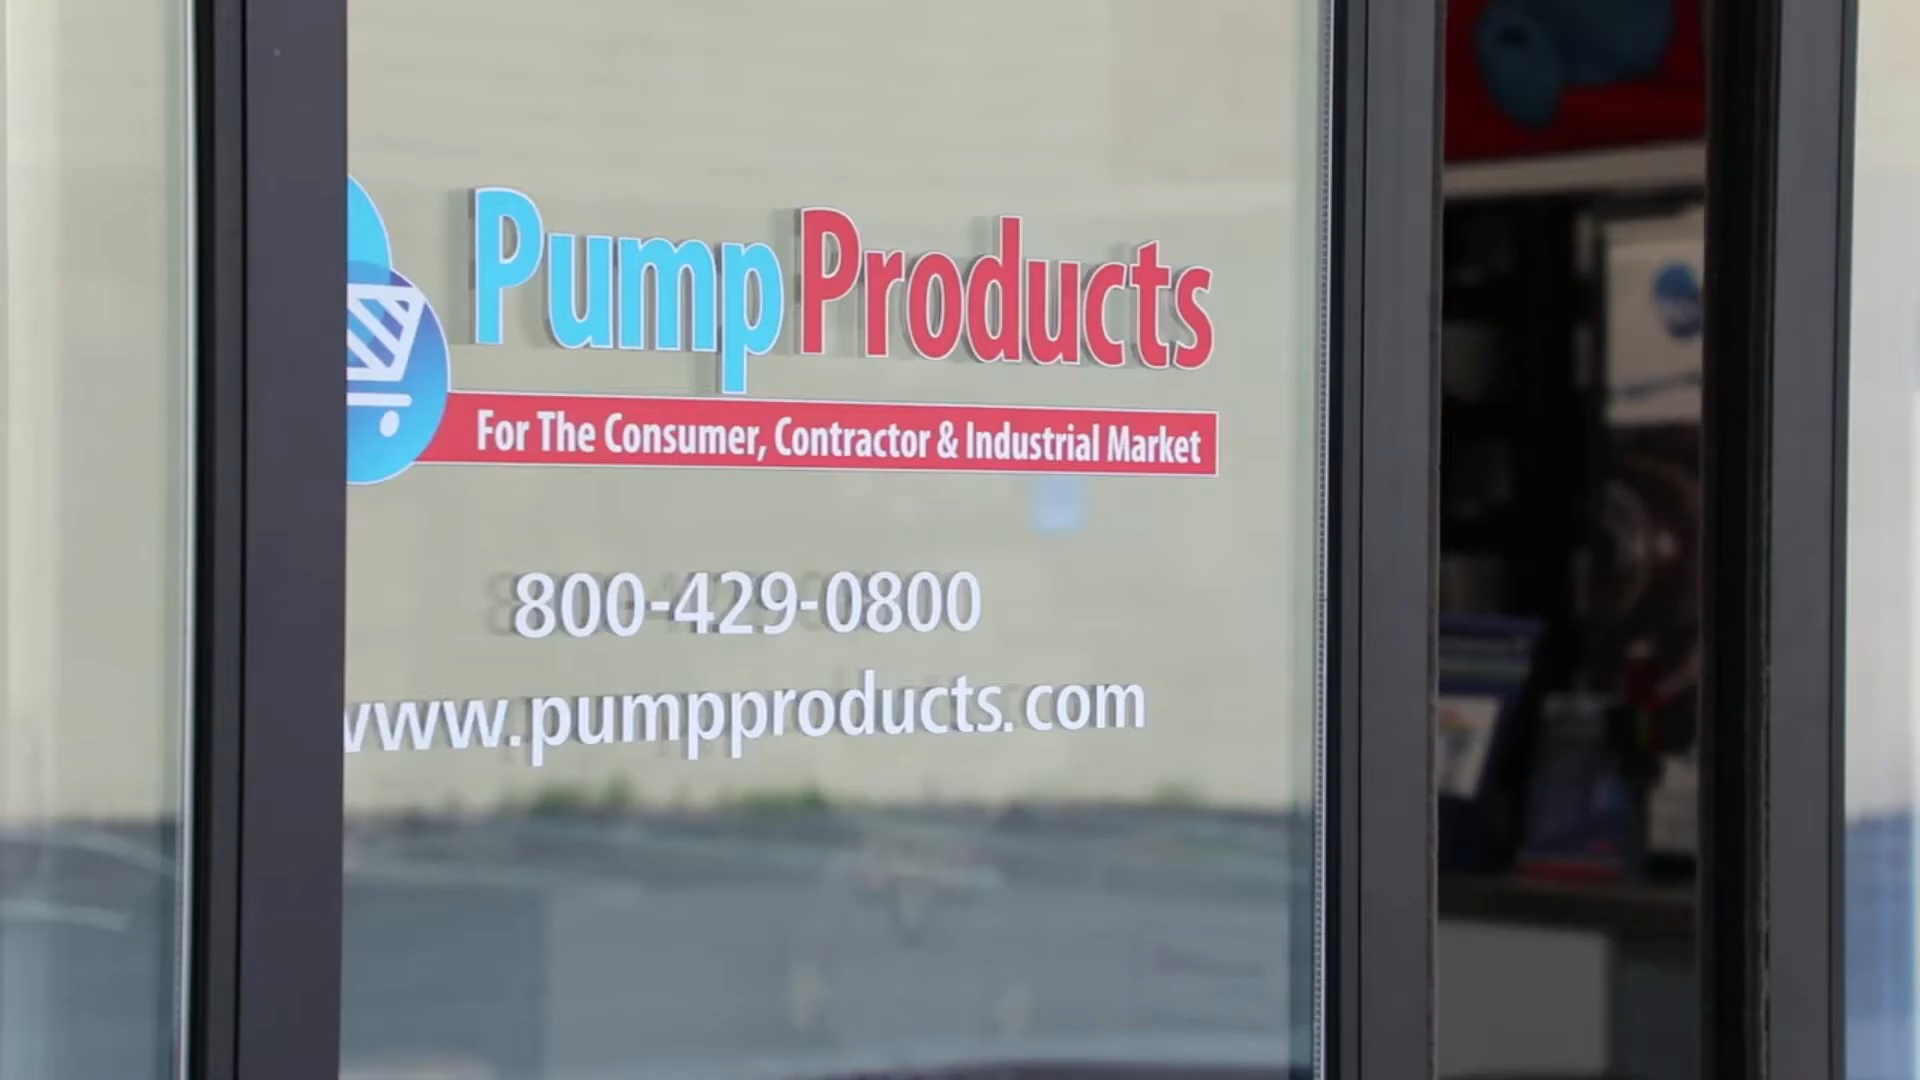 Pump Products
For The Consumer, Contractor & Industrial Market
800-429-0800
www.pumpproducts.com